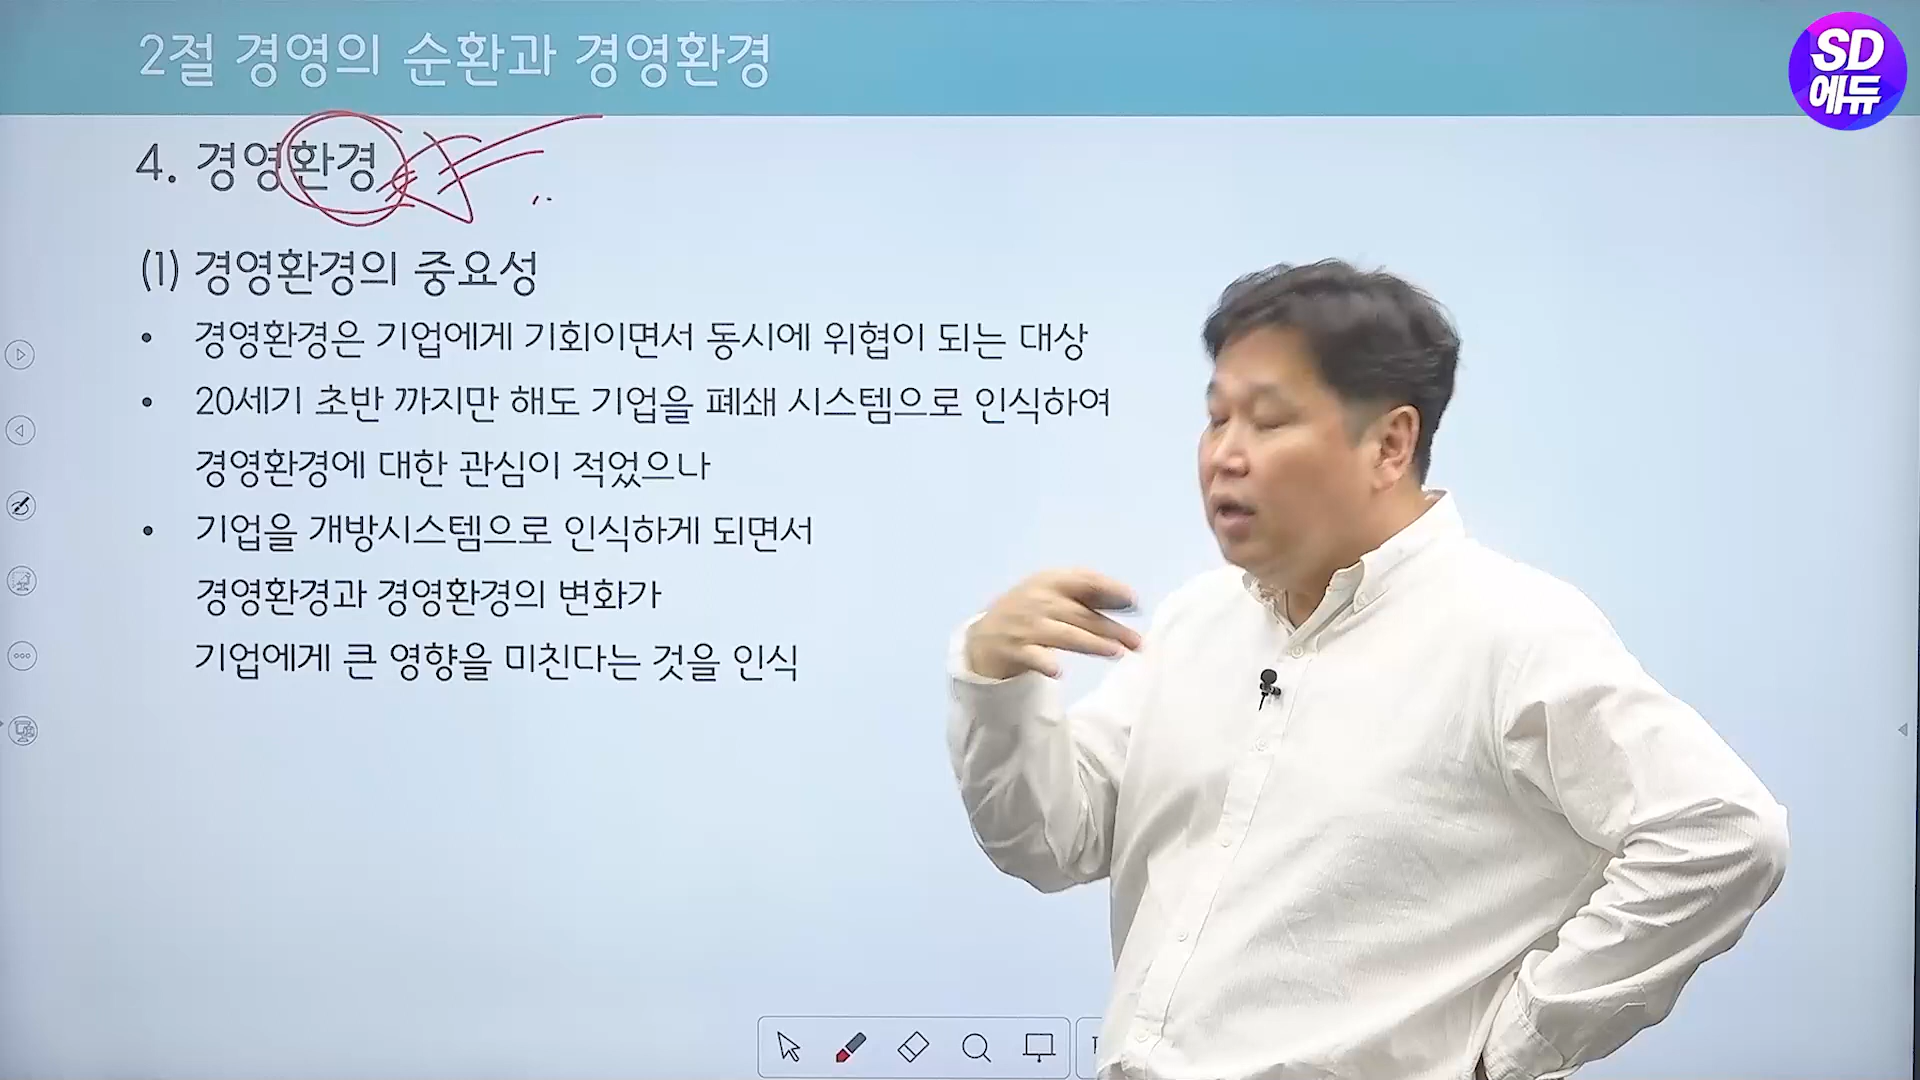 2절 경영의 순환과 경영환경
SD
에듀
4. 경영환경
(1) 경영환경의 중요성
• 경영환경은 기업에게 기회이면서 동시에 위협이 되는 대상
• 20세기 초반 까지만 해도 기업을 폐쇄 시스템으로 인식하여
경영환경에 대한 관심이 적었으나
• 기업을 개방시스템으로 인식하게 되면서
경영환경과 경영환경의 변화가
기업에게 큰 영향을 미친다는 것을 인식